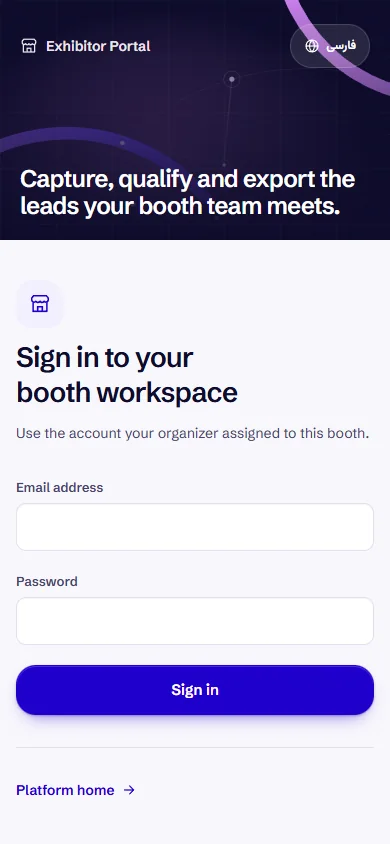 Exhibitor Portal
فارسی
Capture, qualify and export the
leads your booth team meets.
Sign in to your
booth workspace
Use the account your organizer assigned to this booth.
Email address
Password
Sign in
Platform home